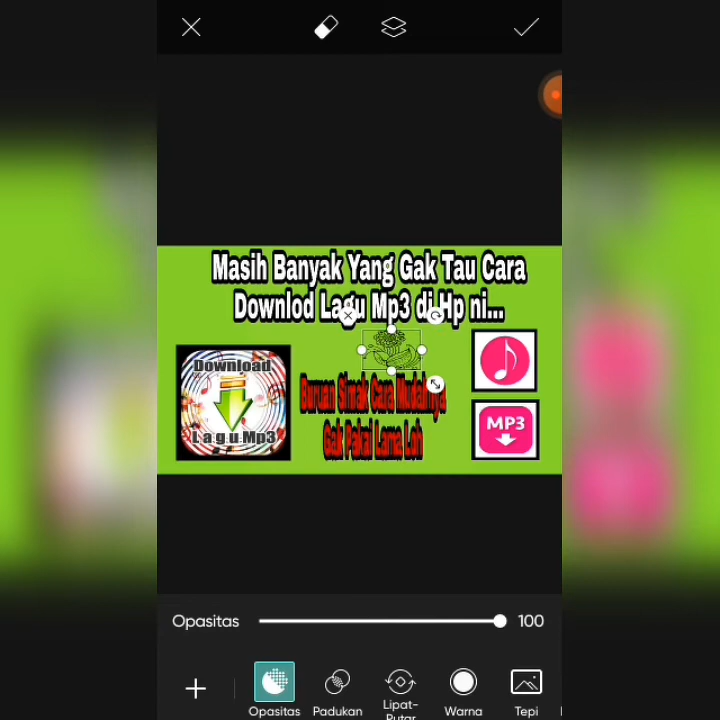 Masih Banyak Yang Gak Tau Cara
Downlod Lagu Mp3 di Hp ni...
Download
Lagu Mp3
Buruan Simak Cara Mudahnya
Gak Pakai Lama Loh
MP3
Opasitas 100
Opasitas
Padukan
Lipat-
Putar
Warna
Tepi